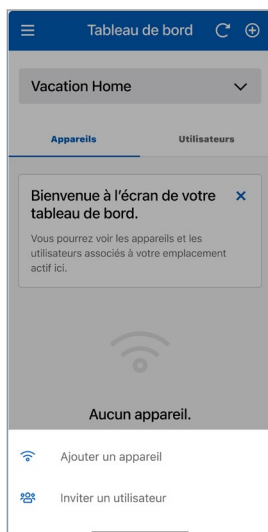 Tableau de bord
Vacation Home
Appareils
Utilisateurs
Bienvenue à l'écran de votre
tableau de bord.
Vous pourrez voir les appareils et les
utilisateurs associés à votre emplacement
actif ici.
Aucun appareil.
Ajouter un appareil
Inviter un utilisateur